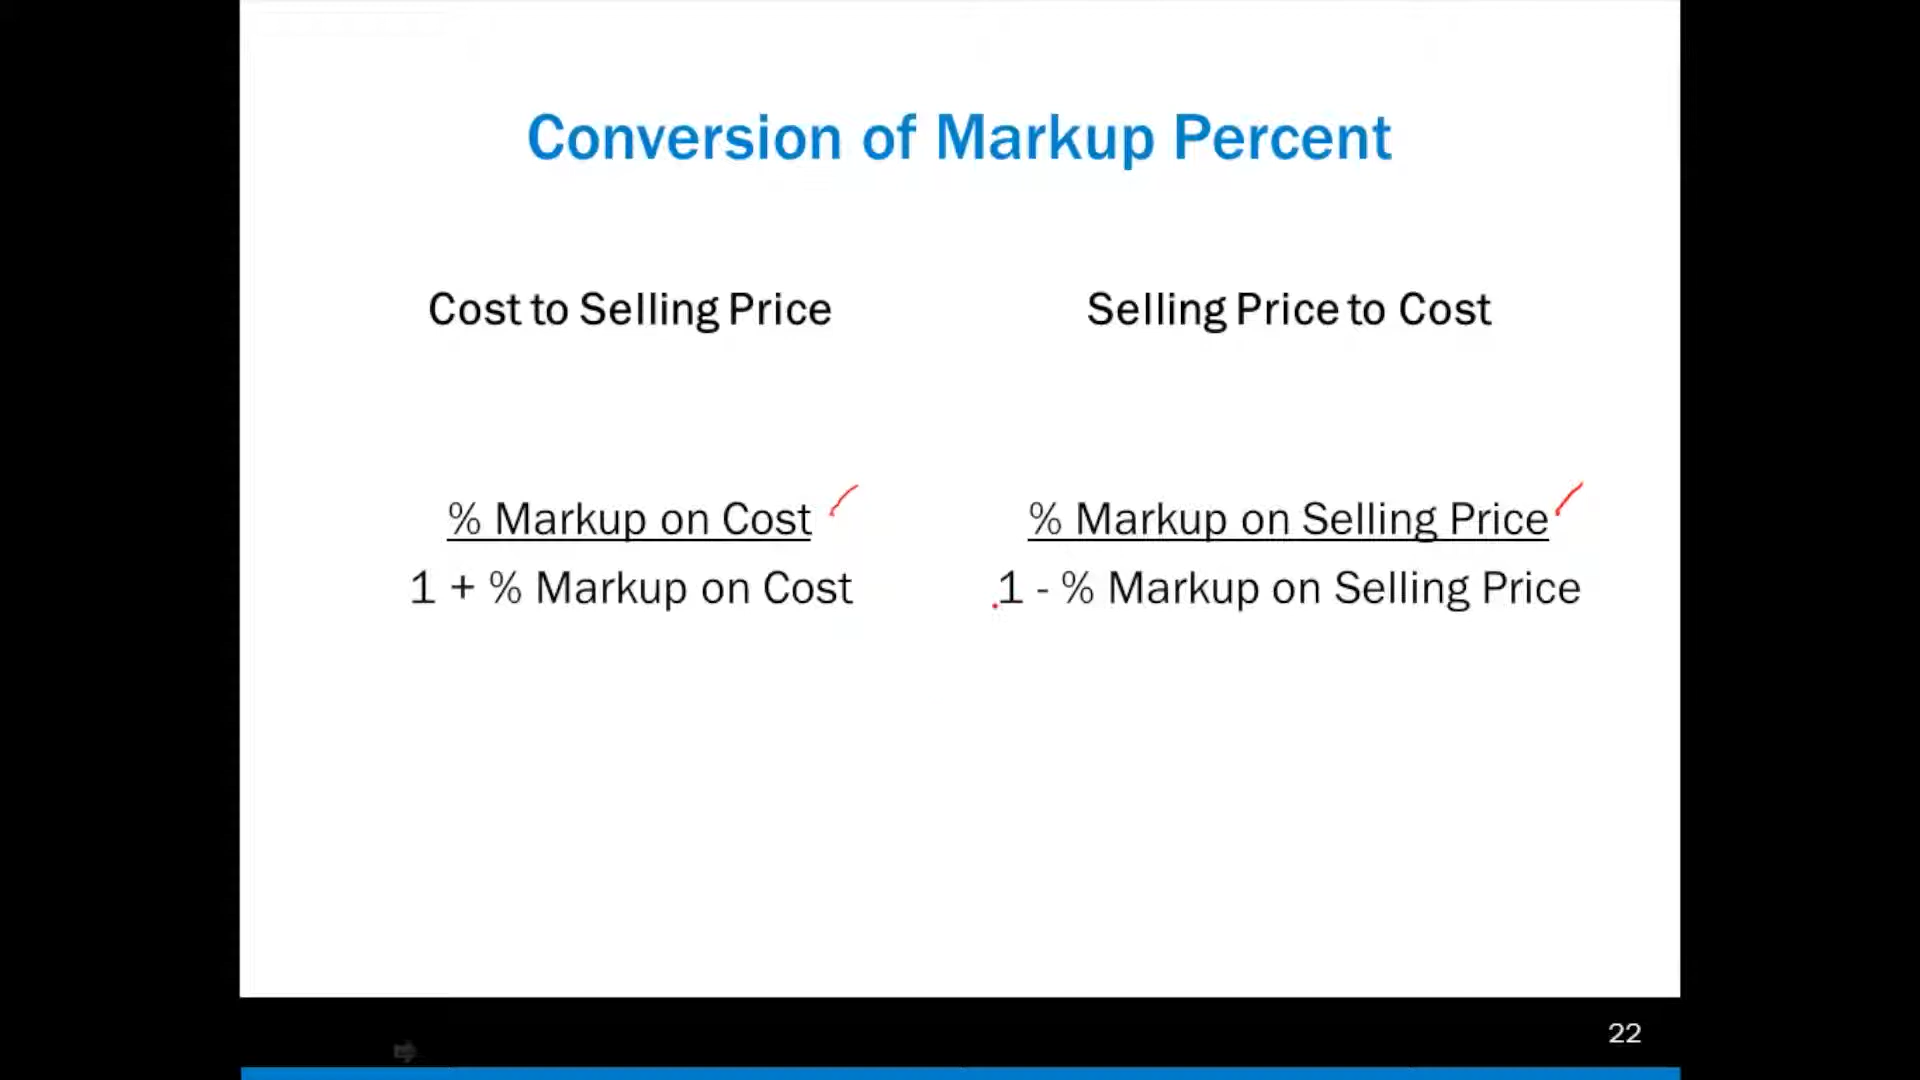 Conversion of Markup Percent
Cost to Selling Price
% Markup on Cost
1 + % Markup on Cost
Selling Price to Cost
% Markup on Selling Price
1 - % Markup on Selling Price
22